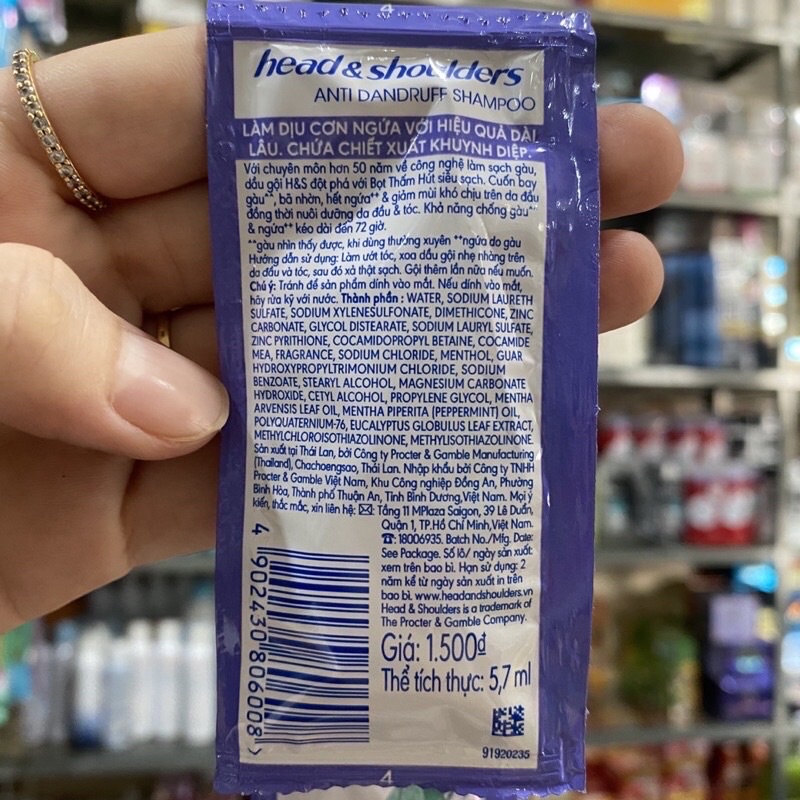 4
head & shoulders
ANTI DANDRUFF SHAMPOO
LÀM DỊU CƠN NGỨA VỚI HIỆU QUẢ DÀI
LÂU. CHỨA CHIẾT XUẤT KHUYNH DIỆP.
Với chuyên môn hơn 50 năm về công nghệ làm sạch gàu,
dầu gội H&S đột phá với Bọt Thấm Hút siêu sạch. Cuốn bay
gàu**, bã nhờn, hết ngứa** & giảm mùi khó chịu trên da đầu
đồng thời nuôi dưỡng da đầu & tóc. Khả năng chống gàu**
& ngứa** kéo dài đến 72 giờ.
**gàu nhìn thấy được, khi dùng thường xuyên **ngứa do gàu
Hướng dẫn sử dụng: Làm ướt tóc, xoa dầu gội nhẹ nhàng trên
da đầu và tóc, sau đó xả thật sạch. Gội thêm lần nữa nếu muốn.
Chú ý: Tránh để sản phẩm dính vào mắt. Nếu dính vào mắt,
hãy rửa kỹ với nước. Thành phần : WATER, SODIUM LAURETH
SULFATE, SODIUM XYLENESULFONATE, DIMETHICONE, ZINC
CARBONATE, GLYCOL DISTEARATE, SODIUM LAURYL SULFATE,
ZINC PYRITHIONE, COCAMIDOPROPYL BETAINE, COCAMIDE
MEA, FRAGRANCE, SODIUM CHLORIDE, MENTHOL, GUAR
HYDROXYPROPYLTRIMONIUM CHLORIDE, SODIUM
BENZOATE, STEARYL ALCOHOL, MAGNESIUM CARBONATE
HYDROXIDE, CETYL ALCOHOL, PROPYLENE GLYCOL, MENTHA
ARVENSIS LEAF OIL, MENTHA PIPERITA (PEPPERMINT) OIL,
POLYQUATERNIUM-76, EUCALYPTUS GLOBULUS LEAF EXTRACT,
METHYLCHLOROISOTHIAZOLINONE, METHYLISOTHIAZOLINONE.
Sản xuất tại Thái Lan, bởi Công ty Procter & Gamble Manufacturing
(Thailand), Chachoengsao, Thái Lan. Nhập khẩu bởi Công ty TNHH
Procter & Gamble Việt Nam, Khu Công nghiệp Đồng An, Phường
Bình Hòa, Thành phố Thuận An, Tỉnh Bình Dương, Việt Nam. Mọi ý
kiến, thắc mắc, xin liên hệ: Tầng 11 MPlaza Saigon, 39 Lê Duẩn,
Quận 1, TP.Hồ Chí Minh, Việt Nam.
18006935. Batch No./Mfg. Date:
See Package. Số lô/ ngày sản xuất:
xem trên bao bì. Hạn sử dụng: 2
năm kể từ ngày sản xuất in trên
bao bì. www.headandshoulders.vn
Head & Shoulders is a trademark of
The Procter & Gamble Company.
Giá: 1.500₫
Thể tích thực: 5,7 ml
4 902430 806008
91920235
4